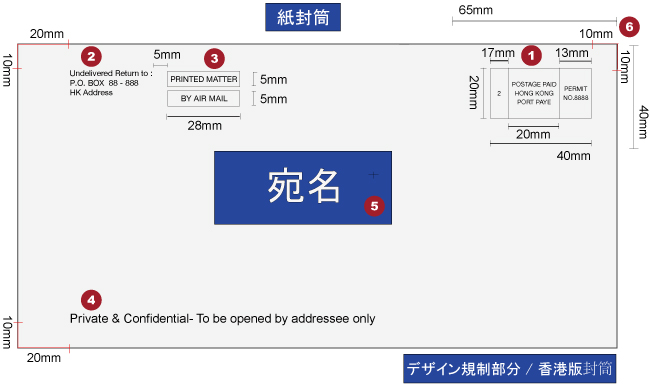 紙封筒
65mm
6
20mm
10mm
2
3
1
5mm
17mm
13mm
10mm
10mm
Undelivered Return to :
P.O. BOX 88 - 888
HK Address
PRINTED MATTER
5mm
BY AIR MAIL
5mm
28mm
20mm
2
POSTAGE PAID
HONG KONG
PORT PAYE
PERMIT
NO.8888
40mm
20mm
40mm
宛名
5
4
Private & Confidential- To be opened by addressee only
10mm
20mm
デザイン規制部分 / 香港版封筒